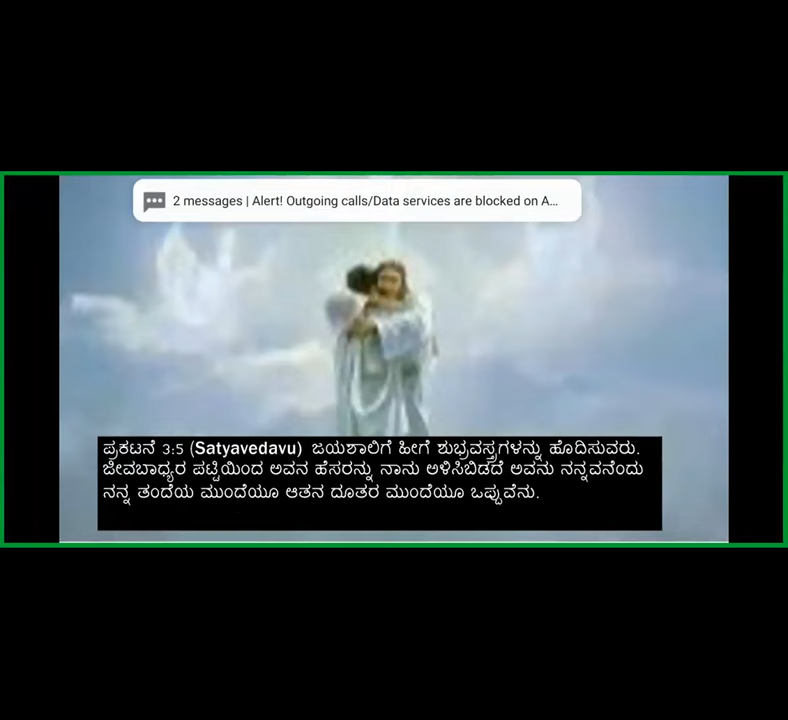 2 messages | Alert! Outgoing calls/Data services are blocked on A...
ಪ್ರಕಟನೆ 3:5 (Satyavedavu) ಜಯಶಾಲಿಗೆ ಹೀಗೆ ಶುಭ್ರವಸ್ತ್ರಗಳನ್ನು ಹೊದಿಸುವರು.
ಜೀವಬಾಧ್ಯರ ಪಟ್ಟಿಯಿಂದ ಅವನ ಹೆಸರನ್ನು ನಾನು ಅಳಿಸಿಬಿಡದೆ ಅವನು ನನ್ನವನೆಂದು
ನನ್ನ ತಂದೆಯ ಮುಂದೆಯೂ ಆತನ ದೂತರ ಮುಂದೆಯೂ ಒಪ್ಪುವೆನು.